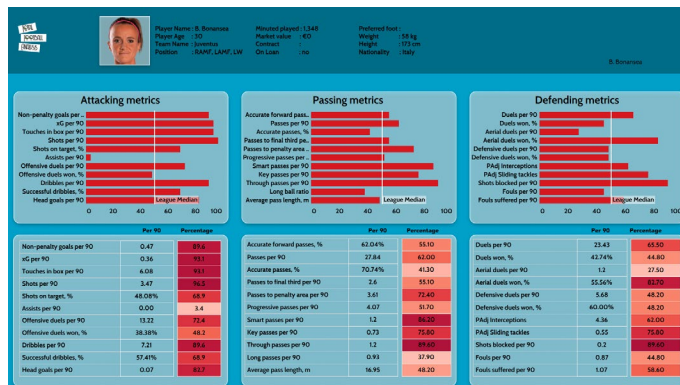 Player Name : B. Bonansea
Player Age : 30
Team Name : Juventus
Position : RAMF, LAMF, LW
Minuted played : 1,548
Market value : €0
Contract :
On Loan : no
Preferred foot :
Weight : 58 kg
Height : 173 cm
Nationality : Italy
B. Bonansea
Attacking metrics
Non-penalty goals per ..
xG per 90
Touches in box per 90
Shots per 90
Shots on target, %
Assists per 90
Offensive duels per 90
Offensive duels won, %
Dribbles per 90
Successful dribbles, %
Head goals per 90
League Median
0 20 40 60 80 100
Passing metrics
Accurate forward pass..
Passes per 90
Accurate passes, %
Passes to final third pe..
Passes to penalty area ..
Progressive passes per ..
Smart passes per 90
Key passes per 90
Through passes per 90
Long ball ratio
Average pass length, m
League Median
0 20 40 60 80 100
Defending metrics
Duels per 90
Duels won, %
Aerial duels per 90
Aerial duels won, %
Defensive duels per 90
Defensive duels won, %
PAdj Interceptions
PAdj Sliding tackles
Shots blocked per 90
Fouls per 90
Fouls suffered per 90
League Median
0 20 40 60 80 100
Per 90 Percentage
Non-penalty goals per 90 0.47 89.6
xG per 90 0.36 93.1
Touches in box per 90 6.08 93.1
Shots per 90 3.47 96.5
Shots on target, % 48.08% 68.9
Assists per 90 0.00 3.4
Offensive duels per 90 13.22 72.4
Offensive duels won, % 38.38% 48.2
Dribbles per 90 7.21 89.6
Successful dribbles, % 57.41% 68.9
Head goals per 90 0.07 82.7
Per 90 Percentage
Accurate forward passes, % 62.04% 55.10
Passes per 90 27.84 62.00
Accurate passes, % 70.74% 41.30
Passes to final third per 90 2.6 55.10
Passes to penalty area per 90 3.61 72.40
Progressive passes per 90 4.07 51.70
Smart passes per 90 1.2 86.20
Key passes per 90 0.73 75.80
Through passes per 90 1.2 89.60
Long passes per 90 0.93 37.90
Average pass length, m 16.95 48.20
Per 90 Percentage
Duels per 90 23.43 65.50
Duels won, % 42.74% 44.80
Aerial duels per 90 1.2 27.50
Aerial duels won, % 55.56% 82.70
Defensive duels per 90 5.68 48.20
Defensive duels won, % 60.00% 48.20
PAdj Interceptions 4.36 62.00
PAdj Sliding tackles 0.55 75.80
Shots blocked per 90 0.2 89.60
Fouls per 90 0.87 44.80
Fouls suffered per 90 1.07 58.60